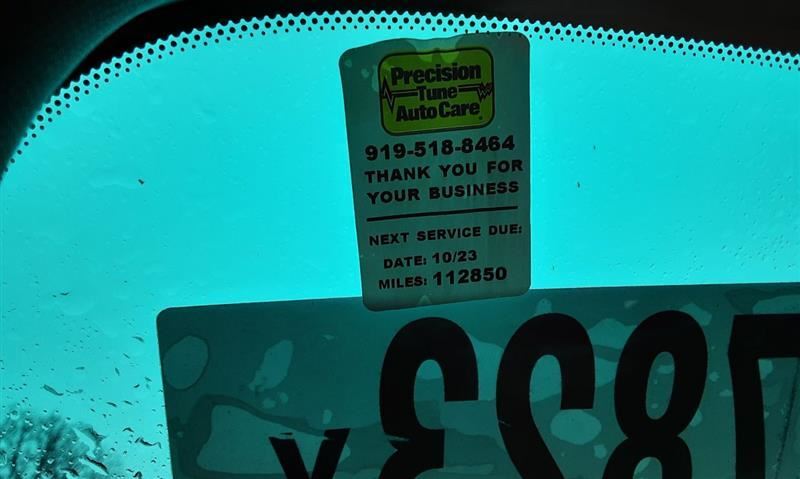 Precision
Tune
Auto Care
919-518-8464
THANK YOU FOR
YOUR BUSINESS
NEXT SERVICE DUE:
DATE: 10/23
MILES: 112850